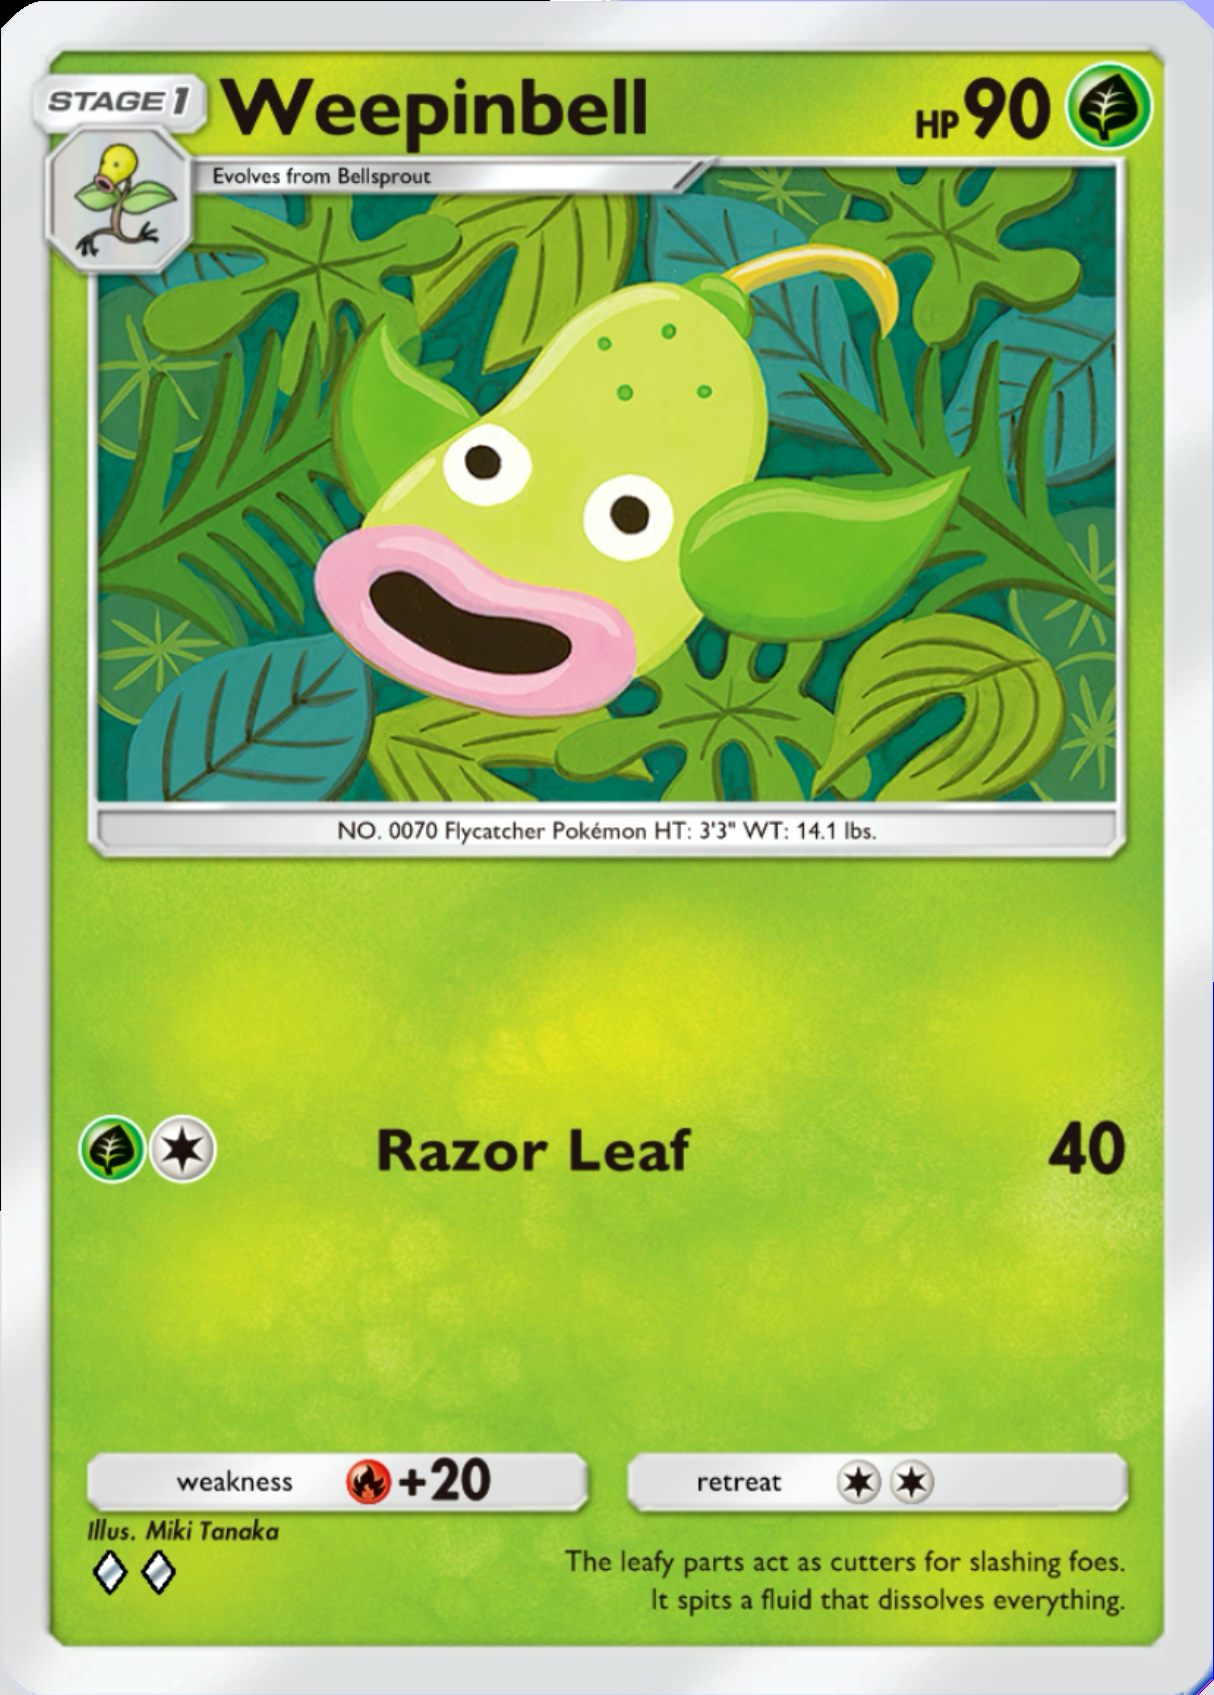 STAGE 1
Weepinbell
HP 90
Evolves from Bellsprout
NO. 0070 Flycatcher Pokémon HT: 3'3" WT: 14.1 lbs.
Razor Leaf 40
weakness +20
retreat
Illus. Miki Tanaka
The leafy parts act as cutters for slashing foes.
It spits a fluid that dissolves everything.